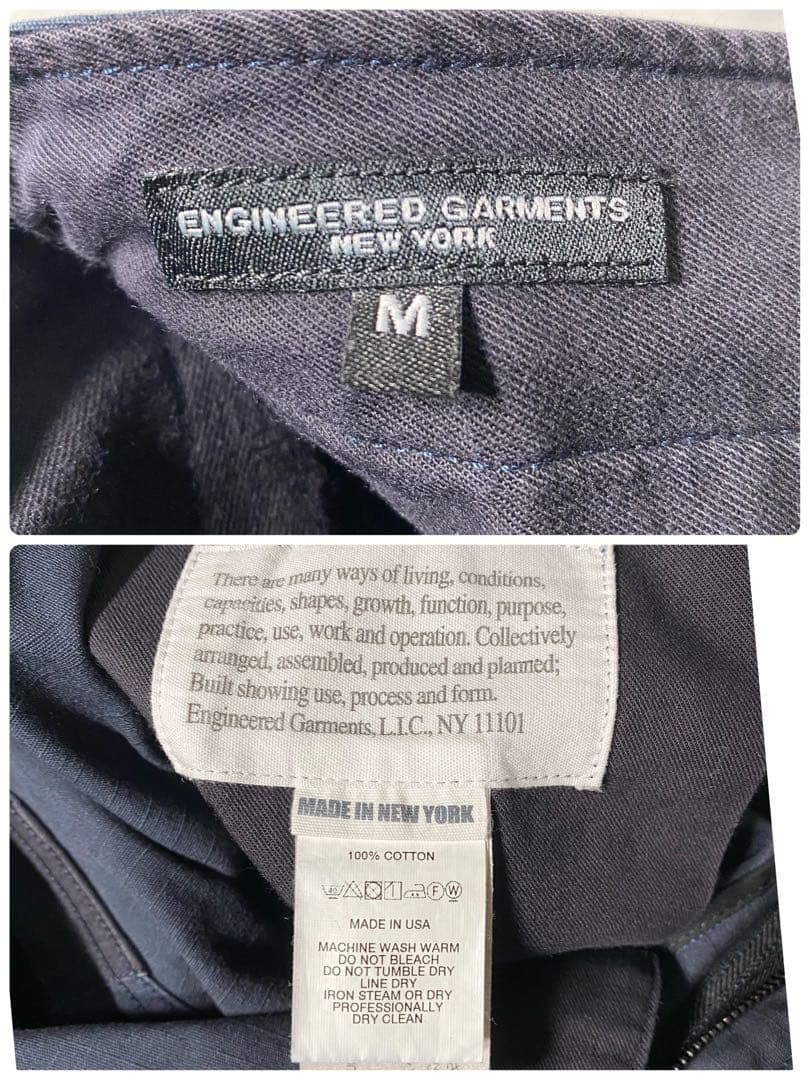 ENGINEERED GARMENTS
NEW YORK
M
There are many ways of living, conditions,
capacities, shapes, growth, function, purpose,
practice, use, work and operation. Collectively
arranged, assembled, produced and planned;
Built showing use, process and form.
Engineered Garments, L.I.C., NY 11101
MADE IN NEW YORK
100% COTTON
40 1 F W
MADE IN USA
MACHINE WASH WARM
DO NOT BLEACH
DO NOT TUMBLE DRY
LINE DRY
IRON STEAM OR DRY
PROFESSIONALLY
DRY CLEAN